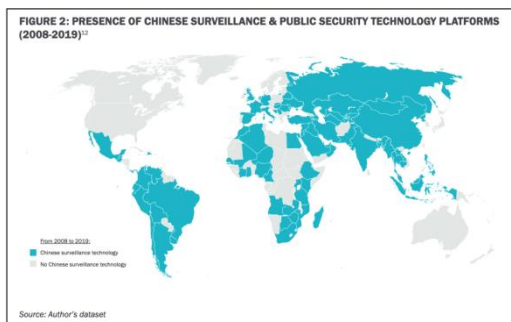 FIGURE 2: PRESENCE OF CHINESE SURVEILLANCE & PUBLIC SECURITY TECHNOLOGY PLATFORMS
(2008-2019)¹²
From 2008 to 2019:
Chinese surveillance technology
No Chinese surveillance technology
Source: Author's dataset